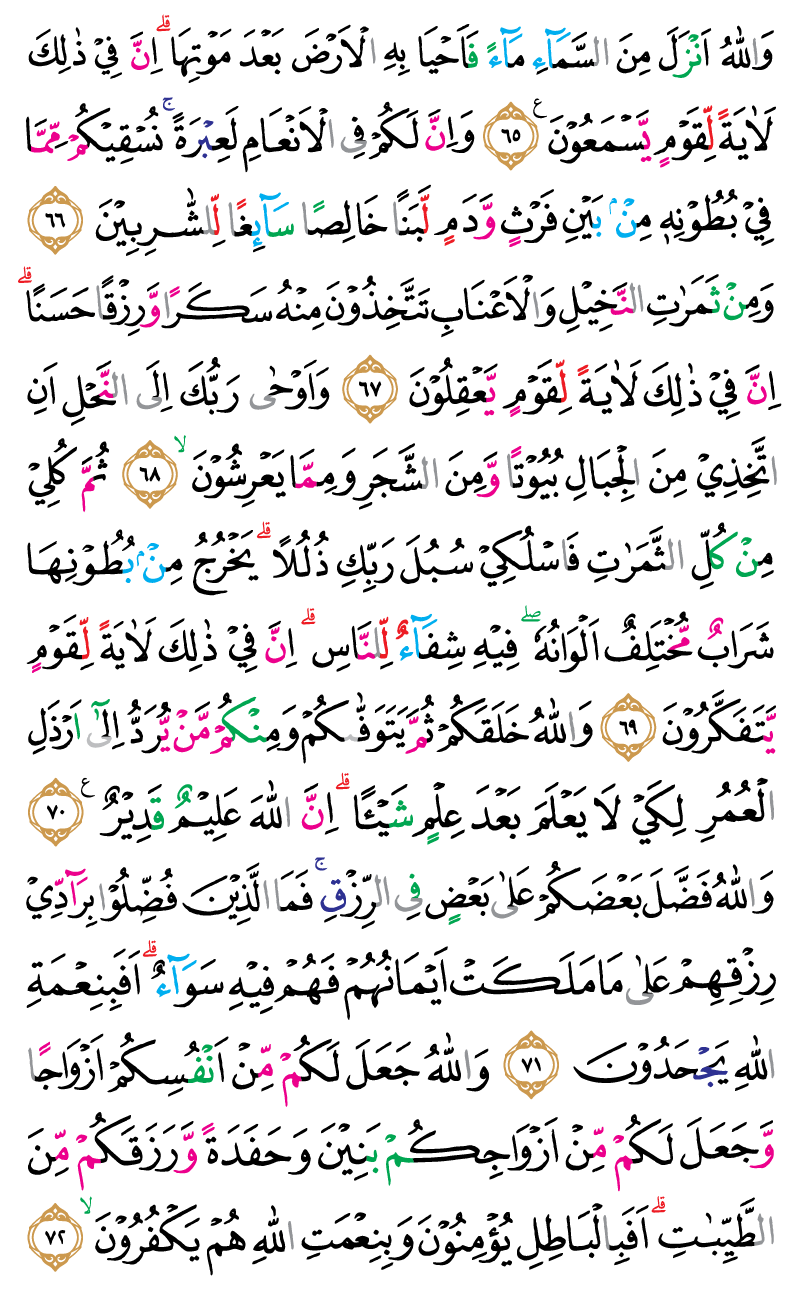 وَاللّٰهُ اَنْزَلَ مِنَ السَّمَآءِ مَآءً فَاَحْيَا بِهِ الْاَرْضَ بَعْدَ مَوْتِهَا ۗ اِنَّ فِيْ ذٰلِكَ
لَاٰيَةً لِّقَوْمٍ يَّسْمَعُوْنَ ࣖ ٦٥ وَاِنَّ لَكُمْ فِى الْاَنْعَامِ لَعِبْرَةً ۚ نُسْقِيْكُمْ مِّمَّا
فِيْ بُطُوْنِهٖ مِنْۢ بَيْنِ فَرْثٍ وَّدَمٍ لَّبَنًا خَالِصًا سَآىِٕغًا لِّلشّٰرِبِيْنَ ٦٦
وَمِنْ ثَمَرٰتِ النَّخِيْلِ وَالْاَعْنَابِ تَتَّخِذُوْنَ مِنْهُ سَكَرًا وَّرِزْقًا حَسَنًا ۗ
اِنَّ فِيْ ذٰلِكَ لَاٰيَةً لِّقَوْمٍ يَّعْقِلُوْنَ ٦٧ وَاَوْحٰى رَبُّكَ اِلَى النَّحْلِ اَنِ
اتَّخِذِيْ مِنَ الْجِبَالِ بُيُوْتًا وَّمِنَ الشَّجَرِ وَمِمَّا يَعْرِشُوْنَ ۙ ٦٨ ثُمَّ كُلِيْ
مِنْ كُلِّ الثَّمَرٰتِ فَاسْلُكِيْ سُبُلَ رَبِّكِ ذُلُلًا ۗ يَخْرُجُ مِنْۢ بُطُوْنِهَا
شَرَابٌ مُّخْتَلِفٌ اَلْوَانُهٗ ۖ فِيْهِ شِفَآءٌ لِّلنَّاسِ ۗ اِنَّ فِيْ ذٰلِكَ لَاٰيَةً لِّقَوْمٍ
يَّتَفَكَّرُوْنَ ٦٩ وَاللّٰهُ خَلَقَكُمْ ثُمَّ يَتَوَفّٰىكُمْ وَمِنْكُمْ مَّنْ يُّرَدُّ اِلٰٓى اَرْذَلِ
الْعُمُرِ لِكَيْ لَا يَعْلَمَ بَعْدَ عِلْمٍ شَيْـًٔا ۗ اِنَّ اللّٰهَ عَلِيْمٌ قَدِيْرٌ ࣖ ٧٠
وَاللّٰهُ فَضَّلَ بَعْضَكُمْ عَلٰى بَعْضٍ فِى الرِّزْقِ ۚ فَمَا الَّذِيْنَ فُضِّلُوْا بِرَاۤدِّيْ
رِزْقِهِمْ عَلٰى مَا مَلَكَتْ اَيْمَانُهُمْ فَهُمْ فِيْهِ سَوَآءٌ ۗ اَفَبِنِعْمَةِ
اللّٰهِ يَجْحَدُوْنَ ٧١ وَاللّٰهُ جَعَلَ لَكُمْ مِّنْ اَنْفُسِكُمْ اَزْوَاجًا
وَّجَعَلَ لَكُمْ مِّنْ اَزْوَاجِكُمْ بَنِيْنَ وَحَفَدَةً وَّرَزَقَكُمْ مِّنَ
الطَّيِّبٰتِ ۗ اَفَبِالْبَاطِلِ يُؤْمِنُوْنَ وَبِنِعْمَتِ اللّٰهِ هُمْ يَكْفُرُوْنَ ۙ ٧٢